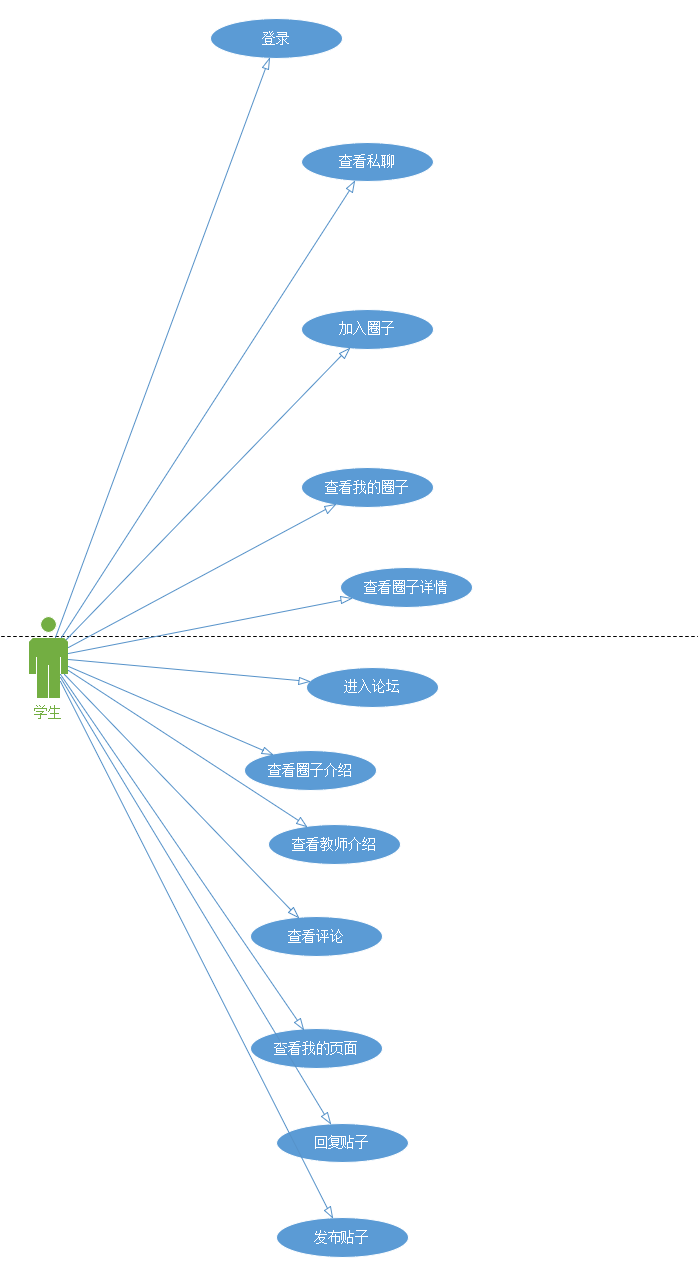 登录
查看私聊
加入圈子
查看我的圈子
查看圈子详情
进入论坛
学生
查看圈子介绍
查看教师介绍
查看评论
查看我的页面
回复贴子
发布贴子